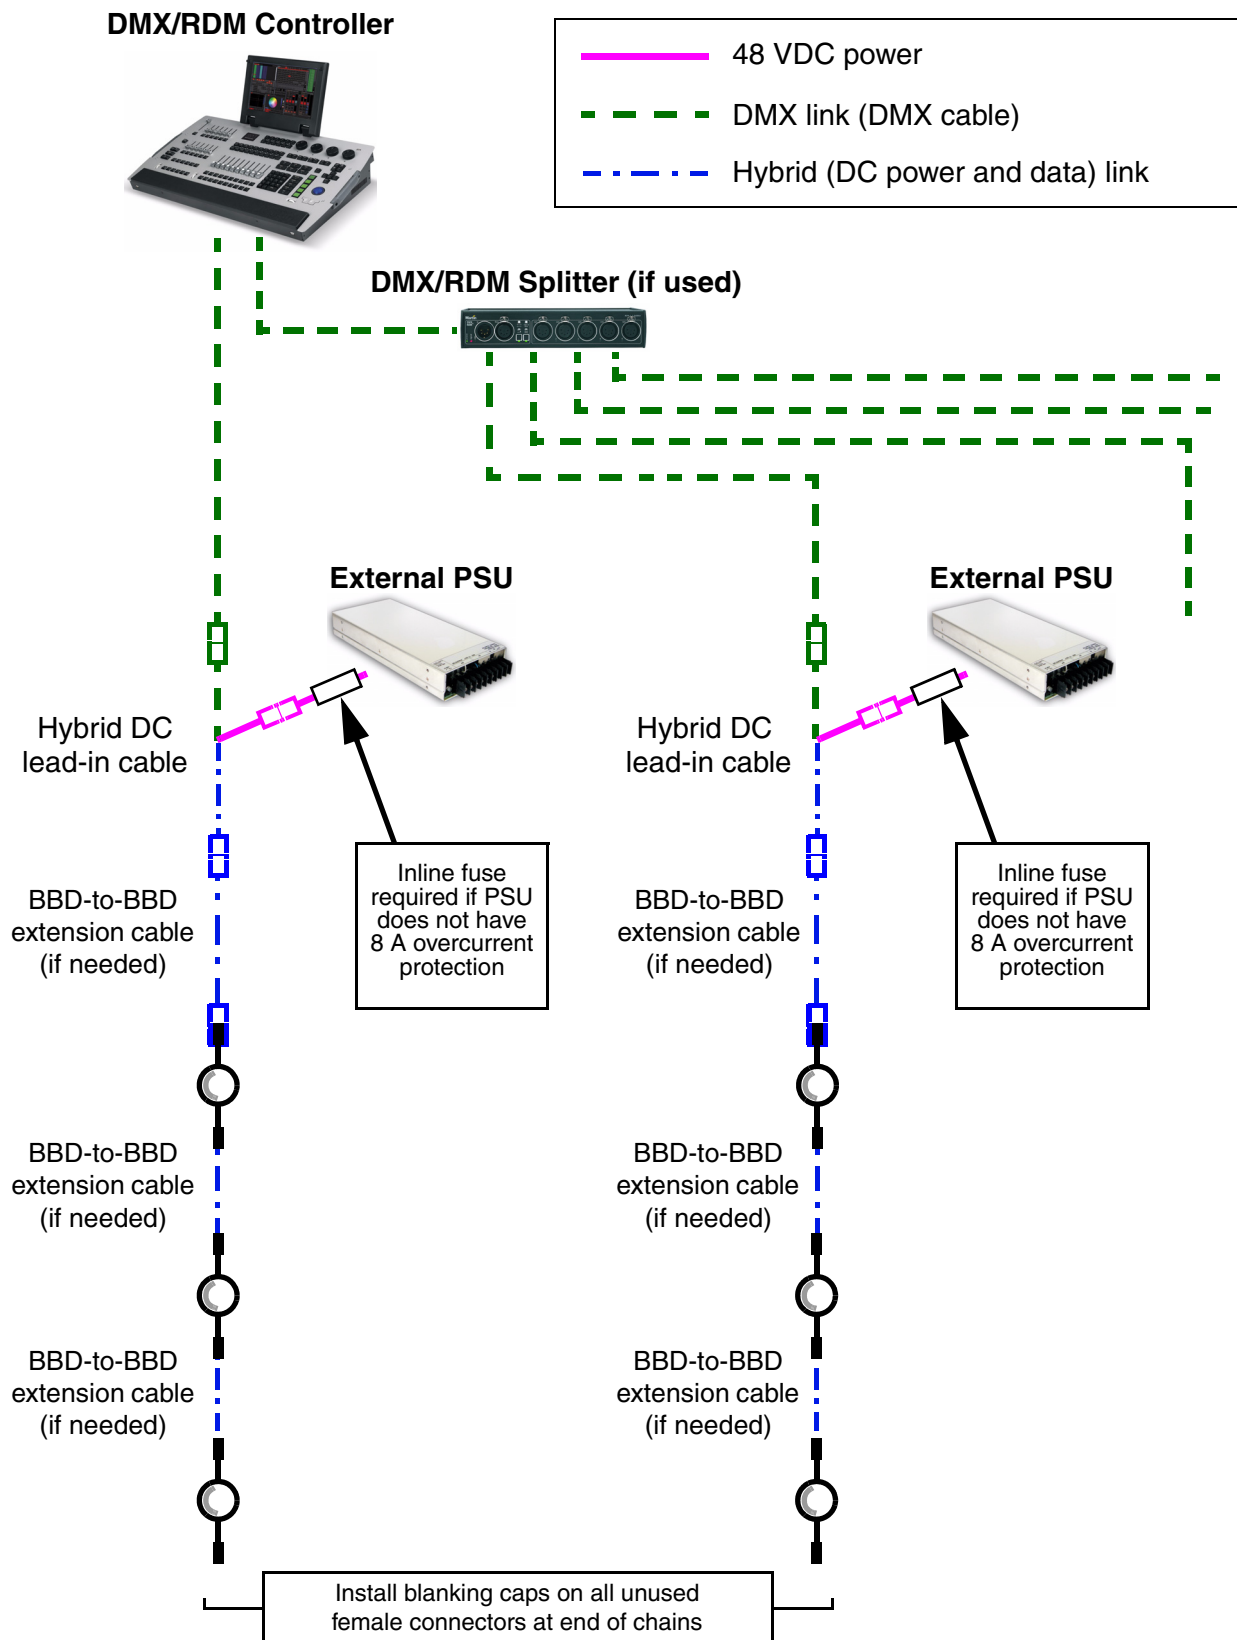 DMX/RDM Controller
48 VDC power
DMX link (DMX cable)
Hybrid (DC power and data) link
DMX/RDM Splitter (if used)
External PSU
External PSU
Hybrid DC
lead-in cable
Hybrid DC
lead-in cable
Inline fuse
required if PSU
does not have
8 A overcurrent
protection
Inline fuse
required if PSU
does not have
8 A overcurrent
protection
BBD-to-BBD
extension cable
(if needed)
BBD-to-BBD
extension cable
(if needed)
BBD-to-BBD
extension cable
(if needed)
BBD-to-BBD
extension cable
(if needed)
BBD-to-BBD
extension cable
(if needed)
BBD-to-BBD
extension cable
(if needed)
Install blanking caps on all unused
female connectors at end of chains